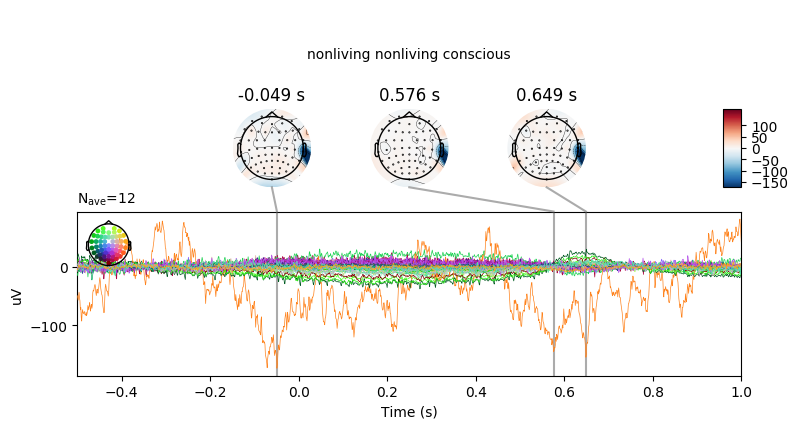 nonliving nonliving conscious
-0.049 s 0.576 s 0.649 s
100
50
0
−50
−100
−150
Nave=12
0
−100
uV
−0.4 −0.2 0.0 0.2 0.4 0.6 0.8 1.0
Time (s)